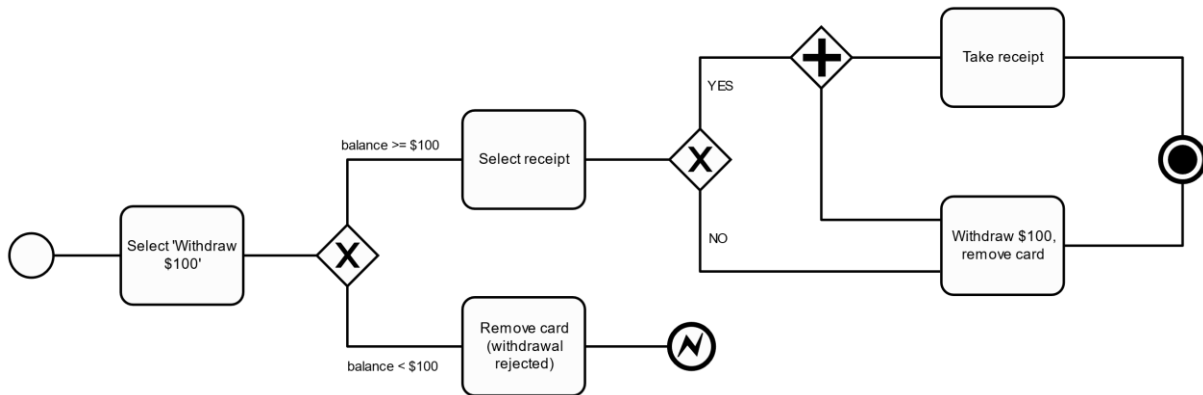 Select 'Withdraw
$100'
balance >= $100
balance < $100
Select receipt
Remove card
(withdrawal
rejected)
YES
NO
Take receipt
Withdraw $100,
remove card